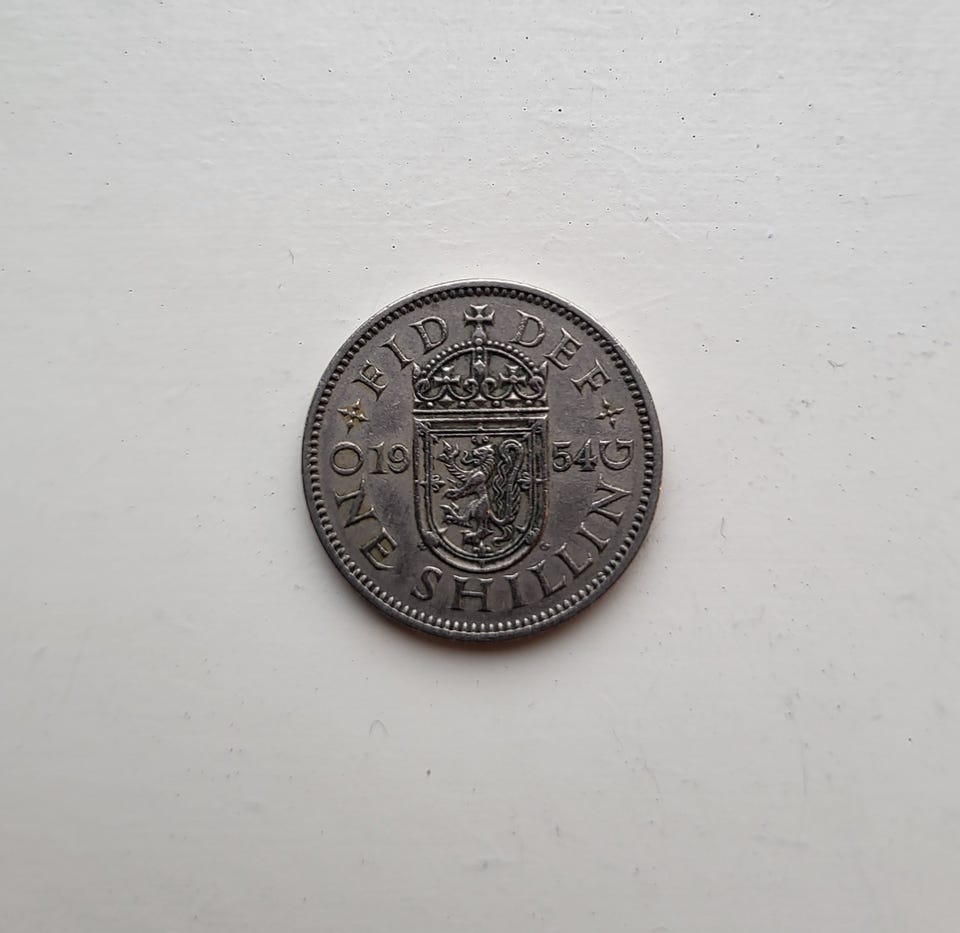 FID DEF
19 54
ONE SHILLING